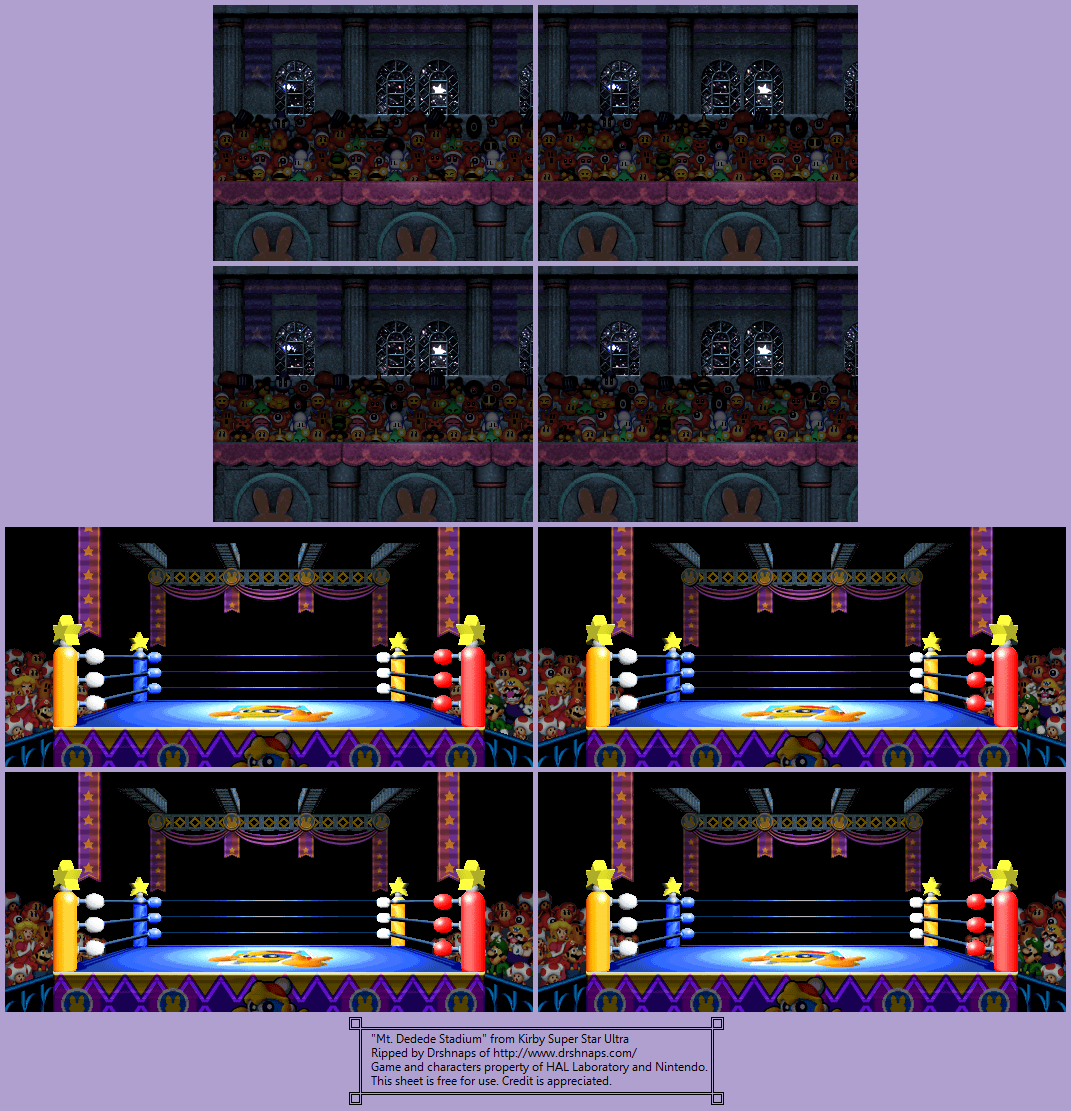 "Mt. Dedede Stadium" from Kirby Super Star Ultra
Ripped by Drshnaps of http://www.drshnaps.com/
Game and characters property of HAL Laboratory and Nintendo.
This sheet is free for use. Credit is appreciated.